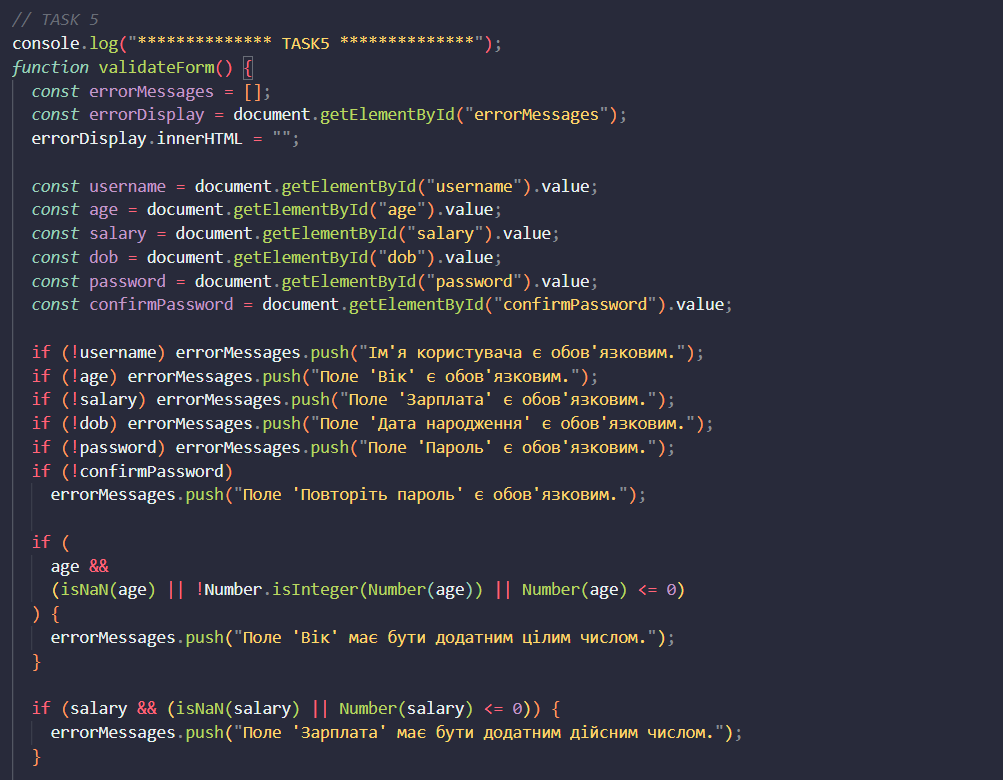 // TASK 5
console.log("************** TASK5 **************");
function validateForm() {
const errorMessages = [];
const errorDisplay = document.getElementById("errorMessages");
errorDisplay.innerHTML = "";
const username = document.getElementById("username").value;
const age = document.getElementById("age").value;
const salary = document.getElementById("salary").value;
const dob = document.getElementById("dob").value;
const password = document.getElementById("password").value;
const confirmPassword = document.getElementById("confirmPassword").value;
if (!username) errorMessages.push("Ім'я користувача є обов'язковим.");
if (!age) errorMessages.push("Поле 'Вік' є обов'язковим.");
if (!salary) errorMessages.push("Поле 'Зарплата' є обов'язковим.");
if (!dob) errorMessages.push("Поле 'Дата народження' є обов'язковим.");
if (!password) errorMessages.push("Поле 'Пароль' є обов'язковим.");
if (!confirmPassword)
errorMessages.push("Поле 'Повторіть пароль' є обов'язковим.");
if (
age &&
(isNaN(age) || !Number.isInteger(Number(age)) || Number(age) <= 0)
) {
errorMessages.push("Поле 'Вік' має бути додатним цілим числом.");
}
if (salary && (isNaN(salary) || Number(salary) <= 0)) {
errorMessages.push("Поле 'Зарплата' має бути додатним дійсним числом.");
}